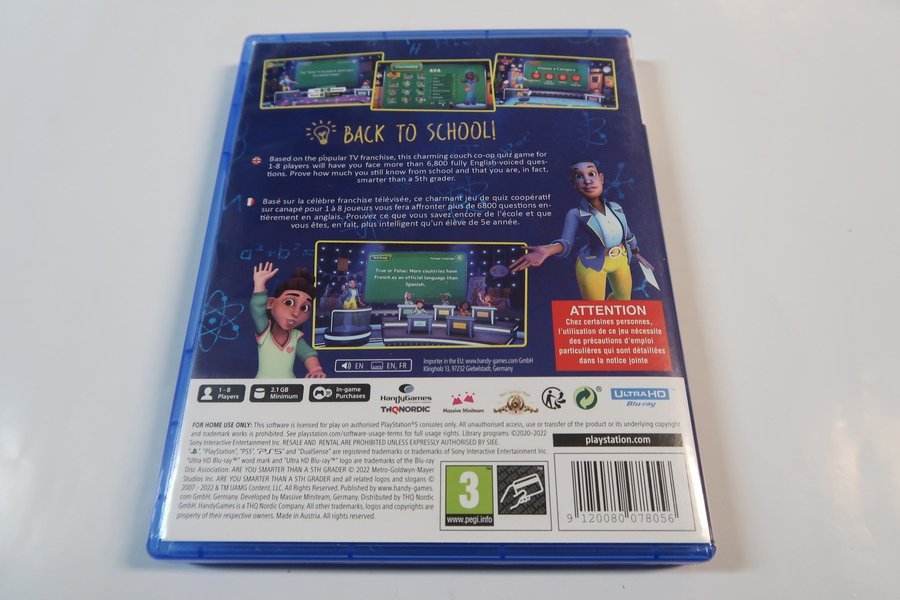 AVA
Choose a Category
BACK TO SCHOOL!
Based on the popular TV franchise, this charming couch co-op quiz game for
1-8 players will have you face more than 6,800 fully English-voiced ques-
tions. Prove how much you still know from school and that you are, in fact,
smarter than a 5th grader.
Basé sur la célèbre franchise télévisée, ce charmant jeu de quiz coopératif
sur canapé pour 1 à 8 joueurs vous fera affronter plus de 6800 questions en-
tièrement en anglais. Prouvez ce que vous savez encore de l'école et que
vous êtes, en fait, plus intelligent qu'un élève de 5e année.
a²+q²=
True or False: More countries have
French as an official language than
Spanish.
ATTENTION
Chez certaines personnes,
l'utilisation de ce jeu nécessite
des précautions d'emploi
particulières qui sont détaillées
dans la notice jointe
EN EN, FR
Importer in the EU: www.handy-games.com GmbH
Klingholz 13, 97232 Giebelstadt, Germany
1 - 8
Players
2.1 GB
Minimum
In-game
Purchases
HandyGames
THQNORDIC
Massive Miniteam
ULTRA HD
Blu-ray
FOR HOME USE ONLY: This software is licensed for play on authorised PlayStation®5 consoles only. All unauthorised access, use or transfer of the product or its underlying copyright
and trademark works is prohibited. See playstation.com/software-usage-terms for full usage rights. Library programs ©2020-2022
Sony Interactive Entertainment Inc. RESALE AND RENTAL ARE PROHIBITED UNLESS EXPRESSLY AUTHORISED BY SIE.
"PlayStation", "PS5", "PS5" and "DualSense" are registered trademarks or trademarks of Sony Interactive Entertainment Inc.
"Ultra HD Blu-ray™" word mark and "Ultra HD Blu-ray™" logo are trademarks of the Blu-ray
Disc Association. ARE YOU SMARTER THAN A 5TH GRADER © 2022 Metro-Goldwyn-Mayer
Studios Inc. ARE YOU SMARTER THAN A 5TH GRADER and all related logos and slogans ©
2007 - 2022 & TM UAMG Content, LLC. All Rights Reserved. Published by www.handy-games.
com GmbH, Germany. Developed by Massive Miniteam, Germany. Distributed by THQ Nordic
GmbH. HandyGames is a THQ Nordic Company. All other trademarks, logos and copyrights are
property of their respective owners. Made in Austria. All rights reserved.
playstation.com
3
www.pegi.info
9 120080 078056